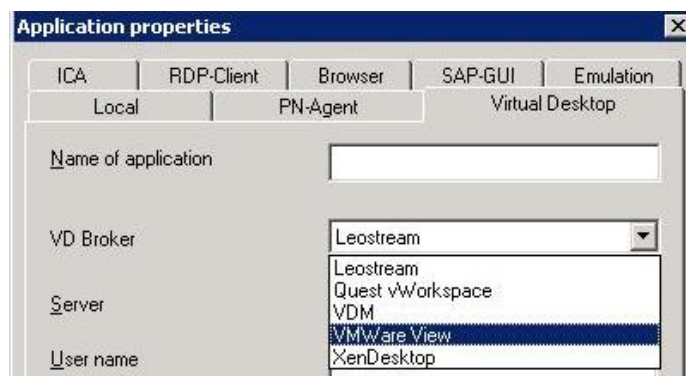 Application properties
ICA RDP-Client Browser SAP-GUI Emulation
Local PN-Agent Virtual Desktop
Name of application
VD Broker Leostream
Leostream
Quest vWorkspace
Server
VDM
VMWare View
User name XenDesktop